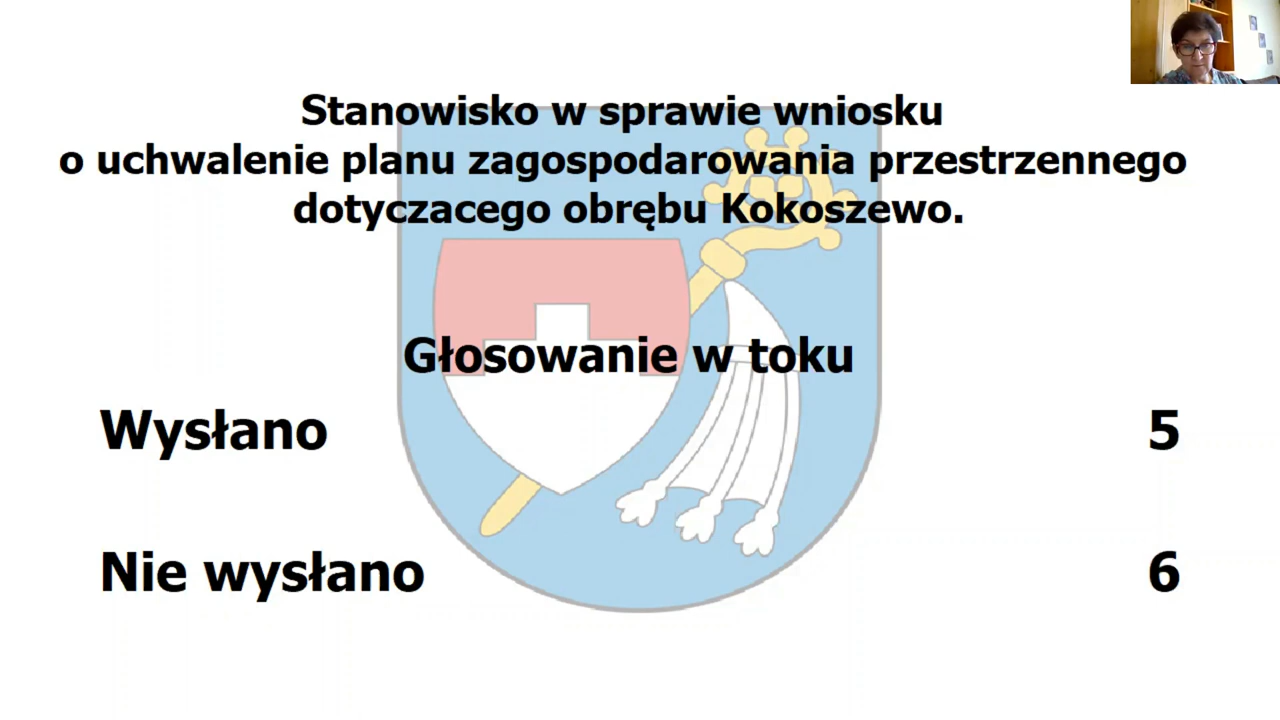 Stanowisko w sprawie wniosku
o uchwalenie planu zagospodarowania przestrzennego
dotyczacego obrębu Kokoszewo.
Głosowanie w toku
Wysłano 5
Nie wysłano 6